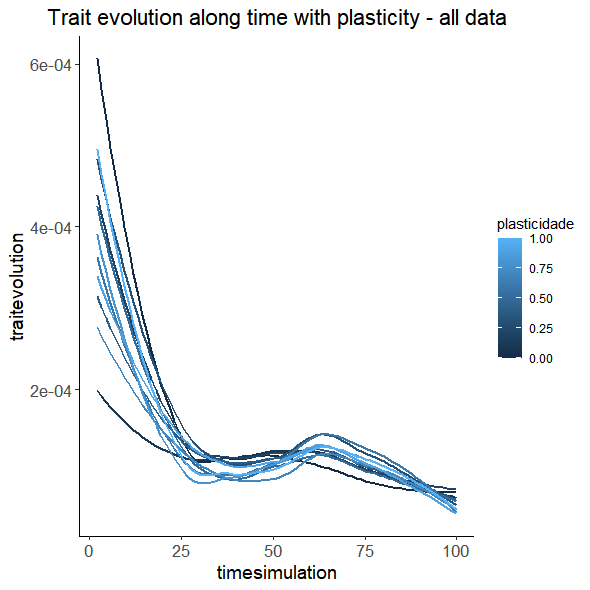 Trait evolution along time with plasticity - all data
6e-04
4e-04
2e-04
traitevolution
0
25
50
75
100
timesimulation
plasticidade
1.00
0.75
0.50
0.25
0.00